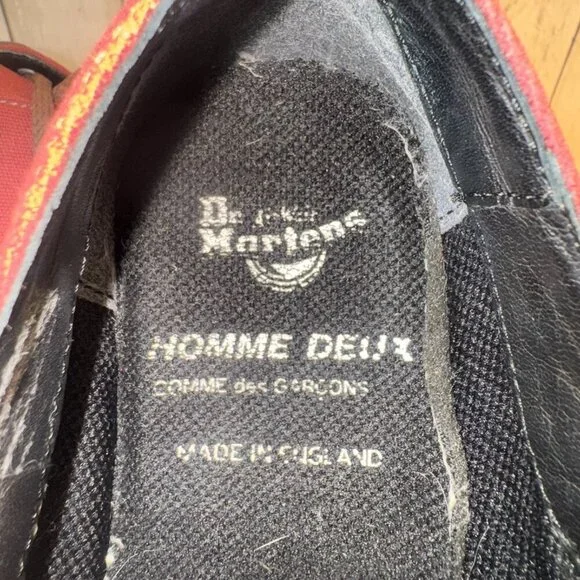 Dr. Martens
HOMME DEUX
COMME des GARÇONS
MADE IN ENGLAND